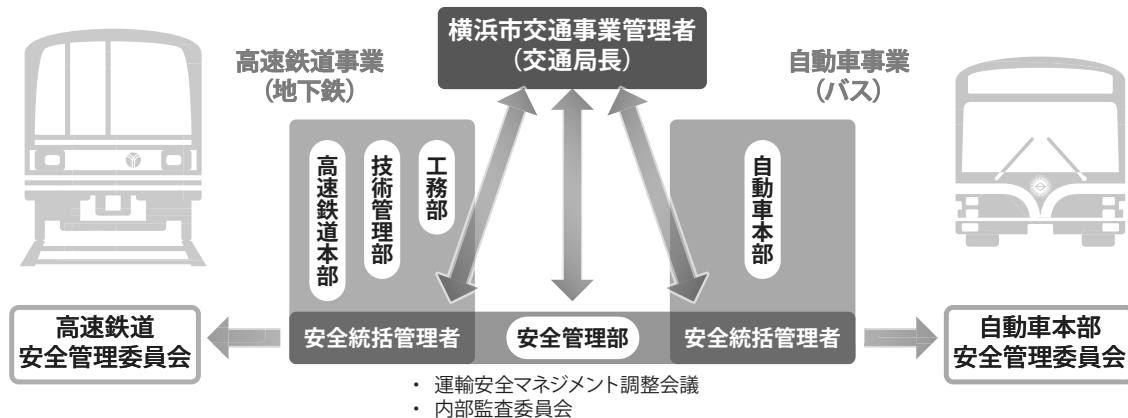 横浜市交通事業管理者
(交通局長)
高速鉄道事業
(地下鉄)
自動車事業
(バス)
高速鉄道本部
技術管理部
工務部
自動車本部
高速鉄道
安全管理委員会
安全統括管理者
安全管理部
安全統括管理者
自動車本部
安全管理委員会
・ 運輸安全マネジメント調整会議
・ 内部監査委員会